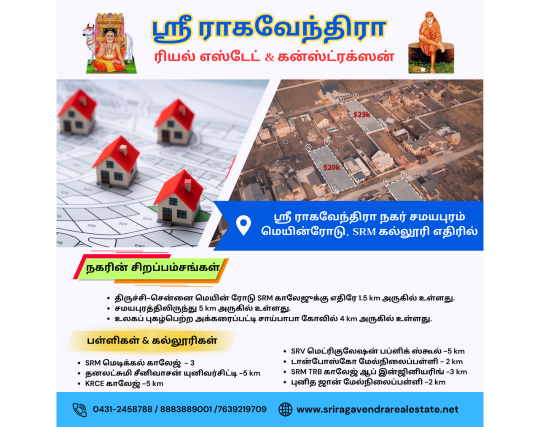 ஸ்ரீ ராகவேந்திரா
ரியல் எஸ்டேட் & கன்ஸ்ட்ரக்ஸன்
$23k
$20k
ஸ்ரீ ராகவேந்திரா நகர் சமயபுரம்
மெயின்ரோடு, SRM கல்லூரி எதிரில்
நகரின் சிறப்பம்சங்கள்
• திருச்சி-சென்னை மெயின் ரோடு SRM காலேஜுக்கு எதிரே 1.5 km அருகில் உள்ளது.
• சமயபுரத்திலிருந்து 5 km அருகில் உள்ளது.
• உலகப் புகழ்பெற்ற அக்கரைப்பட்டி சாய்பாபா கோவில் 4 km அருகில் உள்ளது.
பள்ளிகள் & கல்லூரிகள்
• SRM மெடிக்கல் காலேஜ் - 3
• தனலட்சுமி சீனிவாசன் யுனிவர்சிட்டி -5 km
• KRCE காலேஜ் -5 km
• SRV மெட்ரிகுலேஷன் பப்ளிக் ஸ்கூல் -5 km
• டான்போஸ்கோ மேல்நிலைப்பள்ளி - 2 km
• SRM TRB காலேஜ் ஆப் இன்ஜினியரிங் -3 km
• புனித ஜான் மேல்நிலைப்பள்ளி -2 km
0431-2458788 / 8883889001 /7639219709
www.sriragavendrarealestate.net